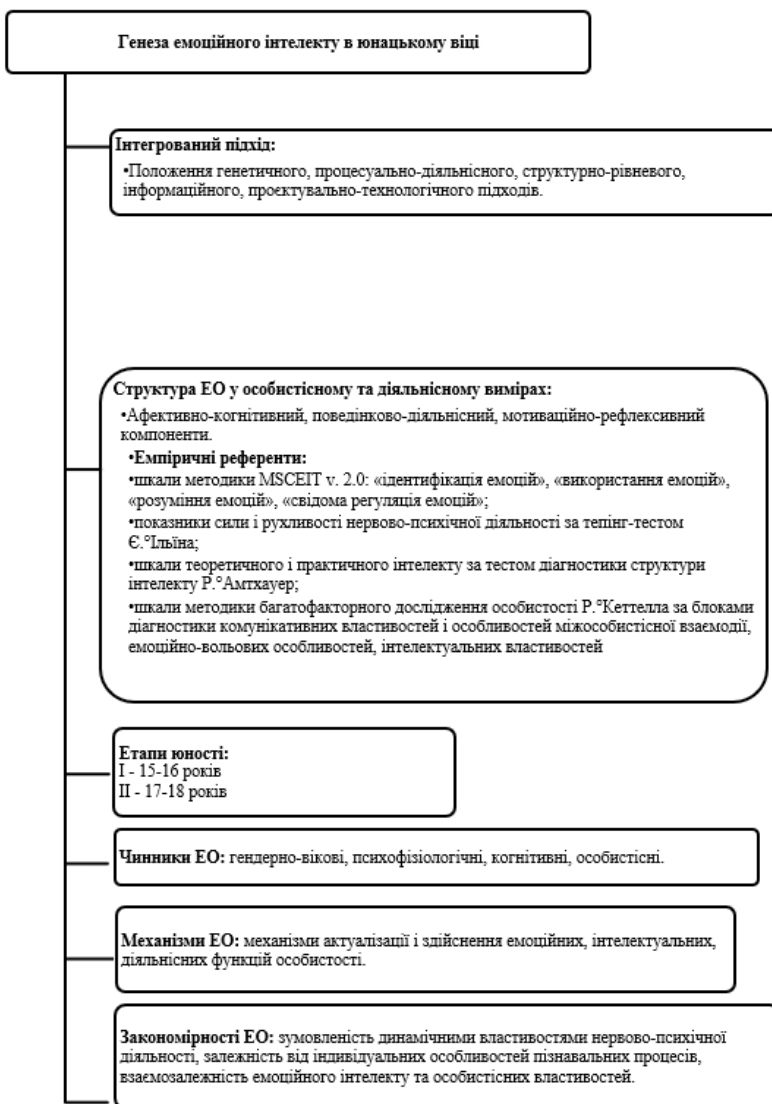 Генеза емоційного інтелекту в юнацькому віці
Інтегрований підхід:
•Положення генетичного, процесуально-діяльнісного, структурно-рівневого,
інформаційного, проєктувально-технологічного підходів.
Структура ЕО у особистісному та діяльнісному вимірах:
•Афективно-когнітивний, поведінково-діяльнісний, мотиваційно-рефлексивний
компоненти.
•Емпіричні референти:
•шкали методики MSCEIT v. 2.0: «ідентифікація емоцій», «використання емоцій»,
«розуміння емоцій», «свідома регуляція емоцій»;
•показники сили і рухливості нервово-психічної діяльності за тепінг-тестом
Є.°Ільїна;
•шкали теоретичного і практичного інтелекту за тестом діагностики структури
інтелекту Р.°Амтхауер;
•шкали методики багатофакторного дослідження особистості Р.°Кеттелла за блоками
діагностики комунікативних властивостей і особливостей міжособистісної взаємодії,
емоційно-вольових особливостей, інтелектуальних властивостей
Етапи юності:
І - 15-16 років
ІІ - 17-18 років
Чинники ЕО: гендерно-вікові, психофізіологічні, когнітивні, особистісні.
Механізми ЕО: механізми актуалізації і здійснення емоційних, інтелектуальних,
діяльнісних функцій особистості.
Закономірності ЕО: зумовленість динамічними властивостями нервово-психічної
діяльності, залежність від індивідуальних особливостей пізнавальних процесів,
взаємозалежність емоційного інтелекту та особистісних властивостей.